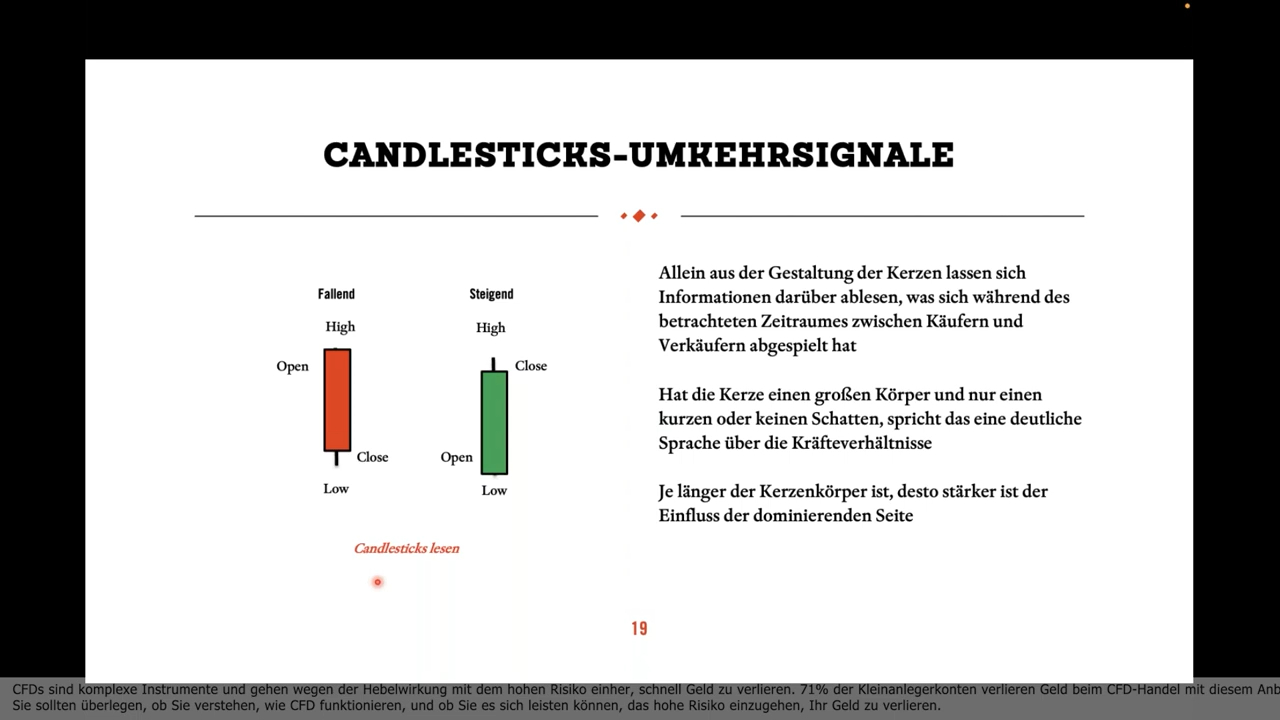 CANDLESTICKS-UMKEHRSIGNALE
Fallend
Steigend
High
High
Open
Close
Close
Open
Low
Low
Candlesticks lesen
Allein aus der Gestaltung der Kerzen lassen sich
Informationen darüber ablesen, was sich während des
betrachteten Zeitraumes zwischen Käufern und
Verkäufern abgespielt hat
Hat die Kerze einen großen Körper und nur einen
kurzen oder keinen Schatten, spricht das eine deutliche
Sprache über die Kräfteverhältnisse
Je länger der Kerzenkörper ist, desto stärker ist der
Einfluss der dominierenden Seite
19
CFDs sind komplexe Instrumente und gehen wegen der Hebelwirkung mit dem hohen Risiko einher, schnell Geld zu verlieren. 71% der Kleinanlegerkonten verlieren Geld beim CFD-Handel mit diesem
Sie sollten überlegen, ob Sie verstehen, wie CFD funktionieren, und ob Sie es sich leisten können, das hohe Risiko einzugehen, Ihr Geld zu verlieren.